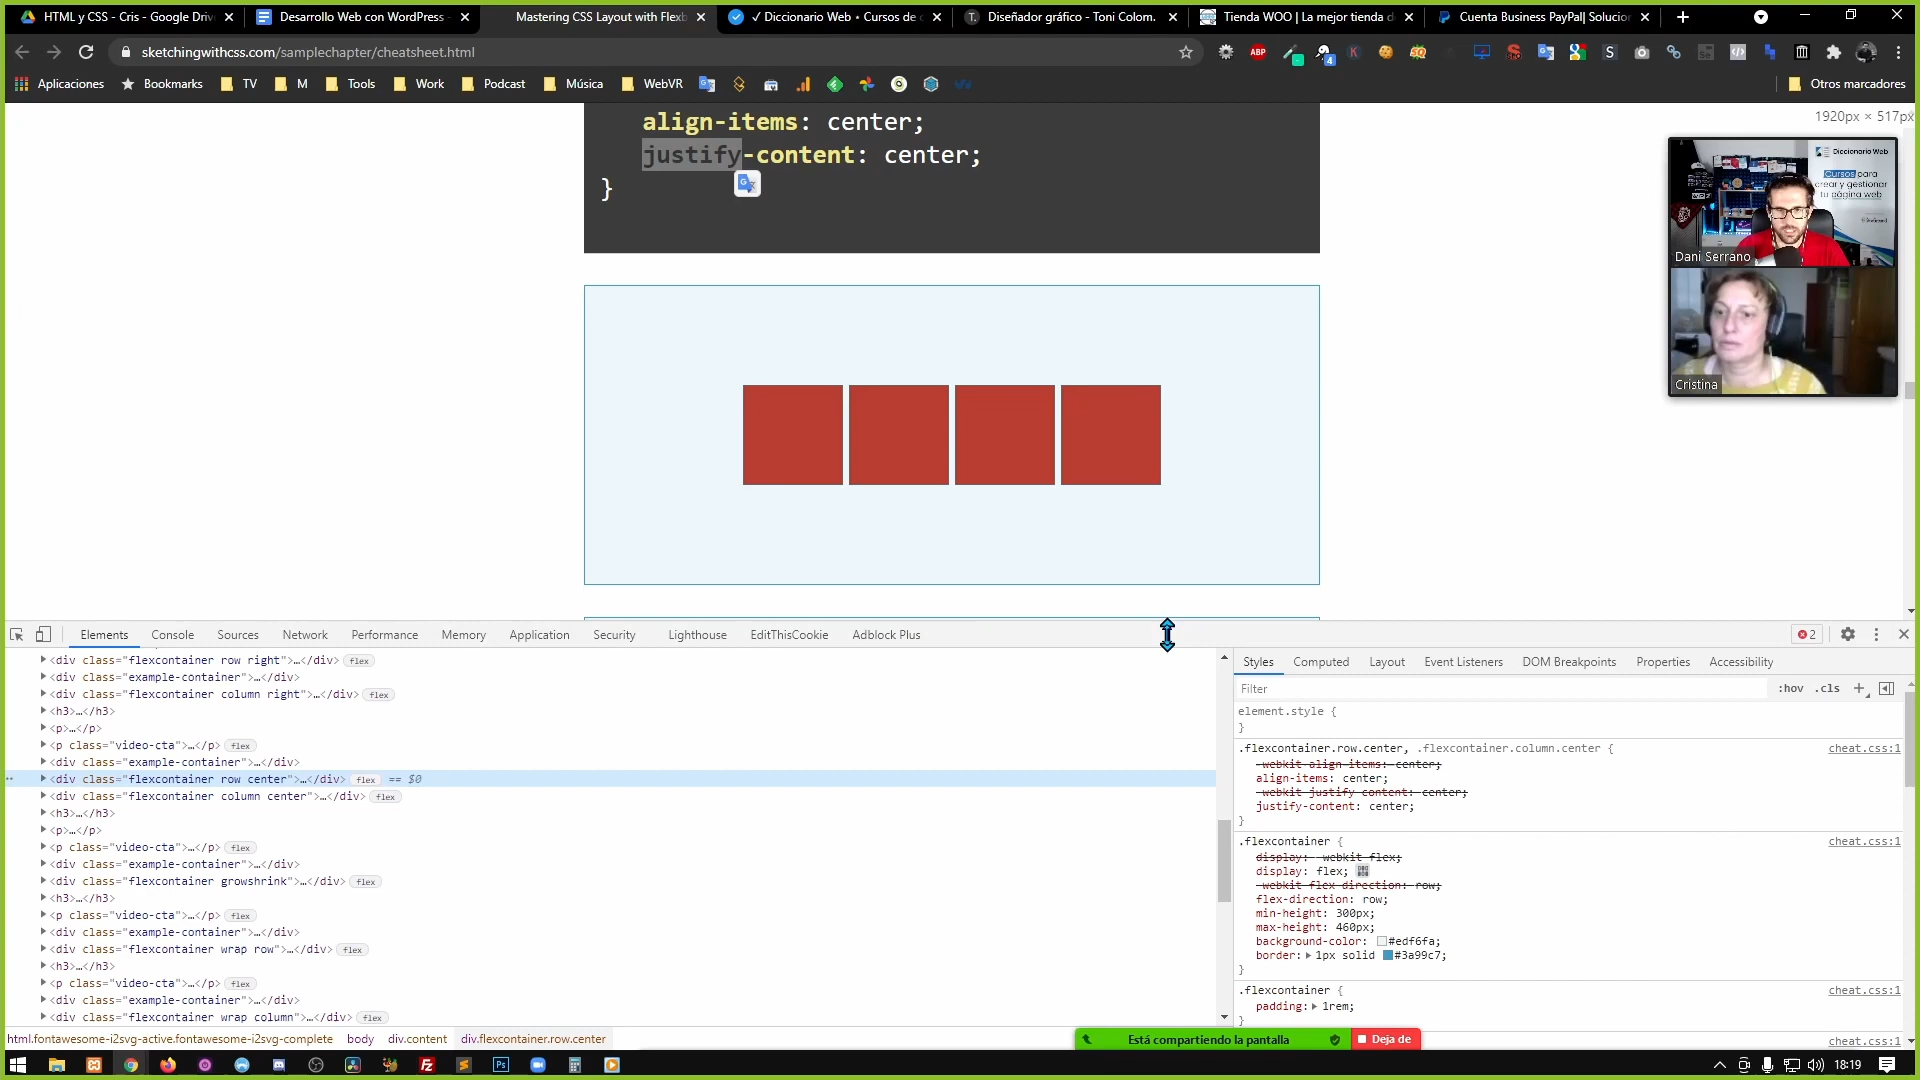 HTML y CSS - Cris - Google Driv
Desarrollo Web con WordPress -
Mastering CSS Layout with Flexb
✓ Diccionario Web • Cursos de c
Diseñador gráfico - Toni Colom.
Tienda WOO | La mejor tienda d
Cuenta Business PayPal| Solucion
sketchingwithcss.com/samplechapter/cheatsheet.html
Aplicaciones
Bookmarks
TV
M
Tools
Work
Podcast
Música
WebVR
Otros marcadores
1920px × 517px
align-items: center;
justify-content: center;
}
Diccionario Web
Cursos para
crear y gestionar
tu página web
Dani Serrano
Cristina
Elements
Console
Sources
Network
Performance
Memory
Application
Security
Lighthouse
EditThisCookie
Adblock Plus
2
<div class="flexcontainer row right">…</div> flex
<div class="example-container">…</div>
<div class="flexcontainer column right">…</div> flex
<h3>…</h3>
<p>…</p>
<p class="video-cta">…</p> flex
<div class="example-container">…</div>
<div class="flexcontainer row center">…</div> flex == $0
<div class="flexcontainer column center">…</div> flex
<h3>…</h3>
<p>…</p>
<p class="video-cta">…</p> flex
<div class="example-container">…</div>
<div class="flexcontainer growshrink">…</div> flex
<h3>…</h3>
<p class="video-cta">…</p> flex
<div class="example-container">…</div>
<div class="flexcontainer wrap row">…</div> flex
<h3>…</h3>
<p class="video-cta">…</p> flex
<div class="example-container">…</div>
<div class="flexcontainer wrap column">…</div> flex
Styles
Computed
Layout
Event Listeners
DOM Breakpoints
Properties
Accessibility
Filter
:hov .cls
element.style {
}
.flexcontainer.row.center, .flexcontainer.column.center {
cheat.css:1
-webkit-align-items: center;
align-items: center;
-webkit-justify-content: center;
justify-content: center;
}
.flexcontainer {
cheat.css:1
display: -webkit-flex;
display: flex;
-webkit-flex-direction: row;
flex-direction: row;
min-height: 300px;
max-height: 460px;
background-color: #edf6fa;
border: 1px solid #3a99c7;
}
.flexcontainer {
cheat.css:1
padding: 1rem;
}
cheat.css:1
html.fontawesome-i2svg-active.fontawesome-i2svg-complete
body
div.content
div.flexcontainer.row.center
Está compartiendo la pantalla
Deja de
18:19